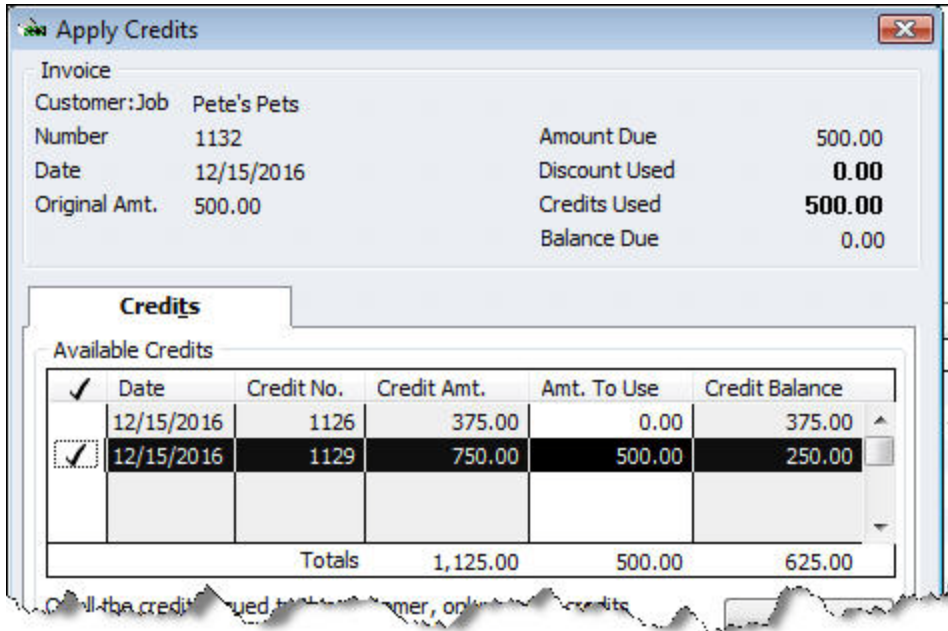 Apply Credits
Invoice
Customer:Job Pete's Pets
Number 1132 Amount Due 500.00
Date 12/15/2016 Discount Used 0.00
Original Amt. 500.00 Credits Used 500.00
Balance Due 0.00
Credits
Available Credits
✓ Date Credit No. Credit Amt. Amt. To Use Credit Balance
12/15/2016 1126 375.00 0.00 375.00
✓ 12/15/2016 1129 750.00 500.00 250.00
Totals 1,125.00 500.00 625.00
the